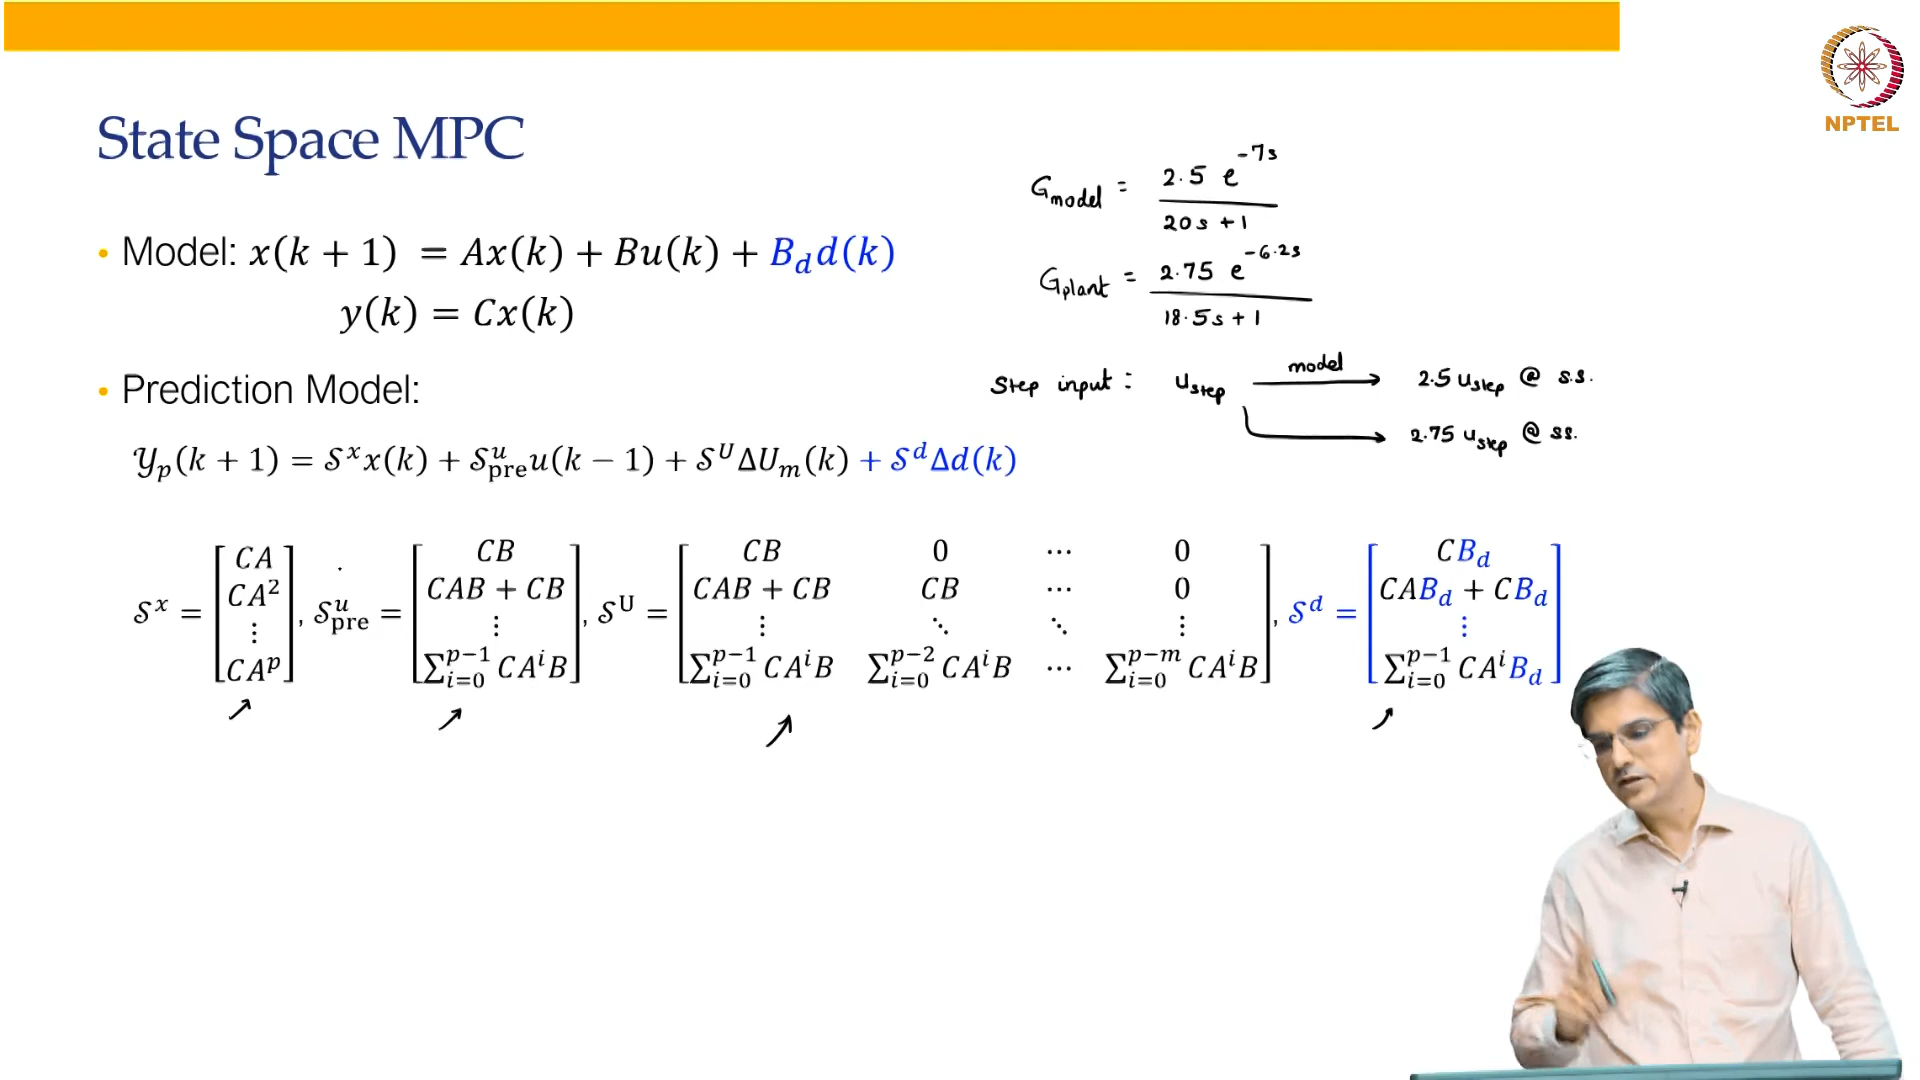 NPTEL
State Space MPC
• Model: x(k + 1) = Ax(k) + Bu(k) + B_d d(k)
y(k) = Cx(k)
G_model = 2.5 e^{-7s} / 20s + 1
G_plant = 2.75 e^{-6.2s} / 18.5s + 1
Step input : u_step model → 2.5 u_step @ s.s.
→ 2.75 u_step @ ss.
• Prediction Model:
𝒴_p(k + 1) = 𝒮^x x(k) + 𝒮^u_pre u(k − 1) + 𝒮^U ΔU_m(k) + 𝒮^d Δd(k)
𝒮^x = [CA; CA^2; ⋮; CA^p], 𝒮^u_pre = [CB; CAB + CB; ⋮; ∑_{i=0}^{p−1} CA^i B], 𝒮^U = [CB 0 ⋯ 0; CAB + CB CB ⋯ 0; ⋮ ⋱ ⋱ ⋮; ∑_{i=0}^{p−1} CA^i B ∑_{i=0}^{p−2} CA^i B ⋯ ∑_{i=0}^{p−m} CA^i B], 𝒮^d = [CB_d; CAB_d + CB_d; ⋮; ∑_{i=0}^{p−1} CA^i B_d]